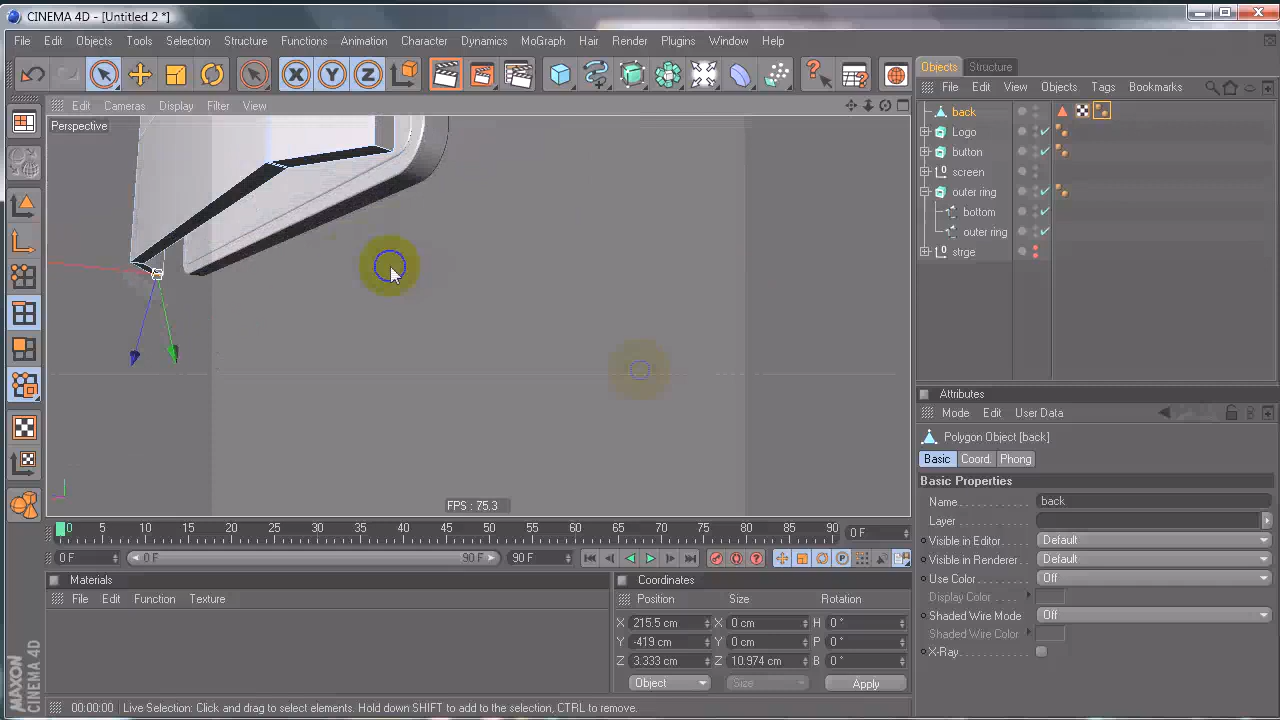 CINEMA 4D - [Untitled 2 *]
File Edit Objects Tools Selection Structure Functions Animation Character Dynamics MoGraph Hair Render Plugins Window Help
X Y Z
Objects Structure
File Edit View Objects Tags Bookmarks
Edit Cameras Display Filter View
Perspective
back
Logo
button
screen
outer ring
bottom
outer ring
strge
FPS : 75.3
Attributes
Mode Edit User Data
Polygon Object [back]
Basic Coord. Phong
Basic Properties
Name back
Layer
Visible in Editor Default
Visible in Renderer Default
Use Color Off
Display Color
Shaded Wire Mode Off
Shaded Wire Color
X-Ray
0 5 10 15 20 25 30 35 40 45 50 55 60 65 70 75 80 85 90 0 F
0 F 0 F 90 F 90 F
Materials
File Edit Function Texture
Coordinates
Position Size Rotation
X 215.5 cm X 0 cm H 0 °
Y -419 cm Y 0 cm P 0 °
Z 3.333 cm Z 10.974 cm B 0 °
Object Size Apply
MAXON
CINEMA 4D
00:00:00 Live Selection: Click and drag to select elements. Hold down SHIFT to add to the selection, CTRL to remove.